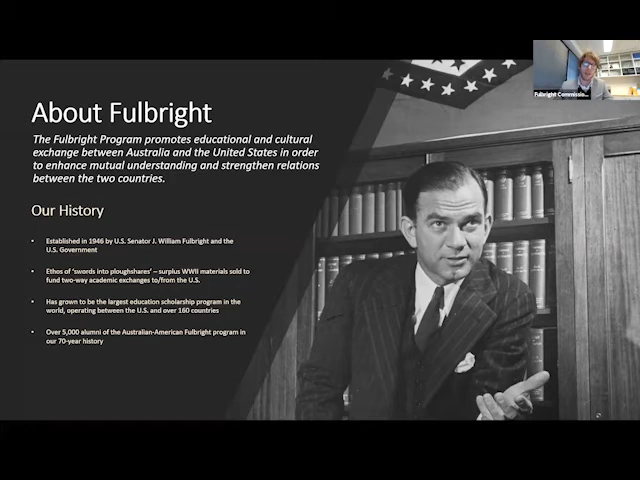 Fulbright Commissio...
About Fulbright
The Fulbright Program promotes educational and cultural
exchange between Australia and the United States in order
to enhance mutual understanding and strengthen relations
between the two countries.
Our History
• Established in 1946 by U.S. Senator J. William Fulbright and the
U.S. Government
• Ethos of 'swords into ploughshares' – surplus WWII materials sold to
fund two-way academic exchanges to/from the U.S.
• Has grown to be the largest education scholarship program in the
world, operating between the U.S. and over 160 countries
• Over 5,000 alumni of the Australian-American Fulbright program in
our 70-year history